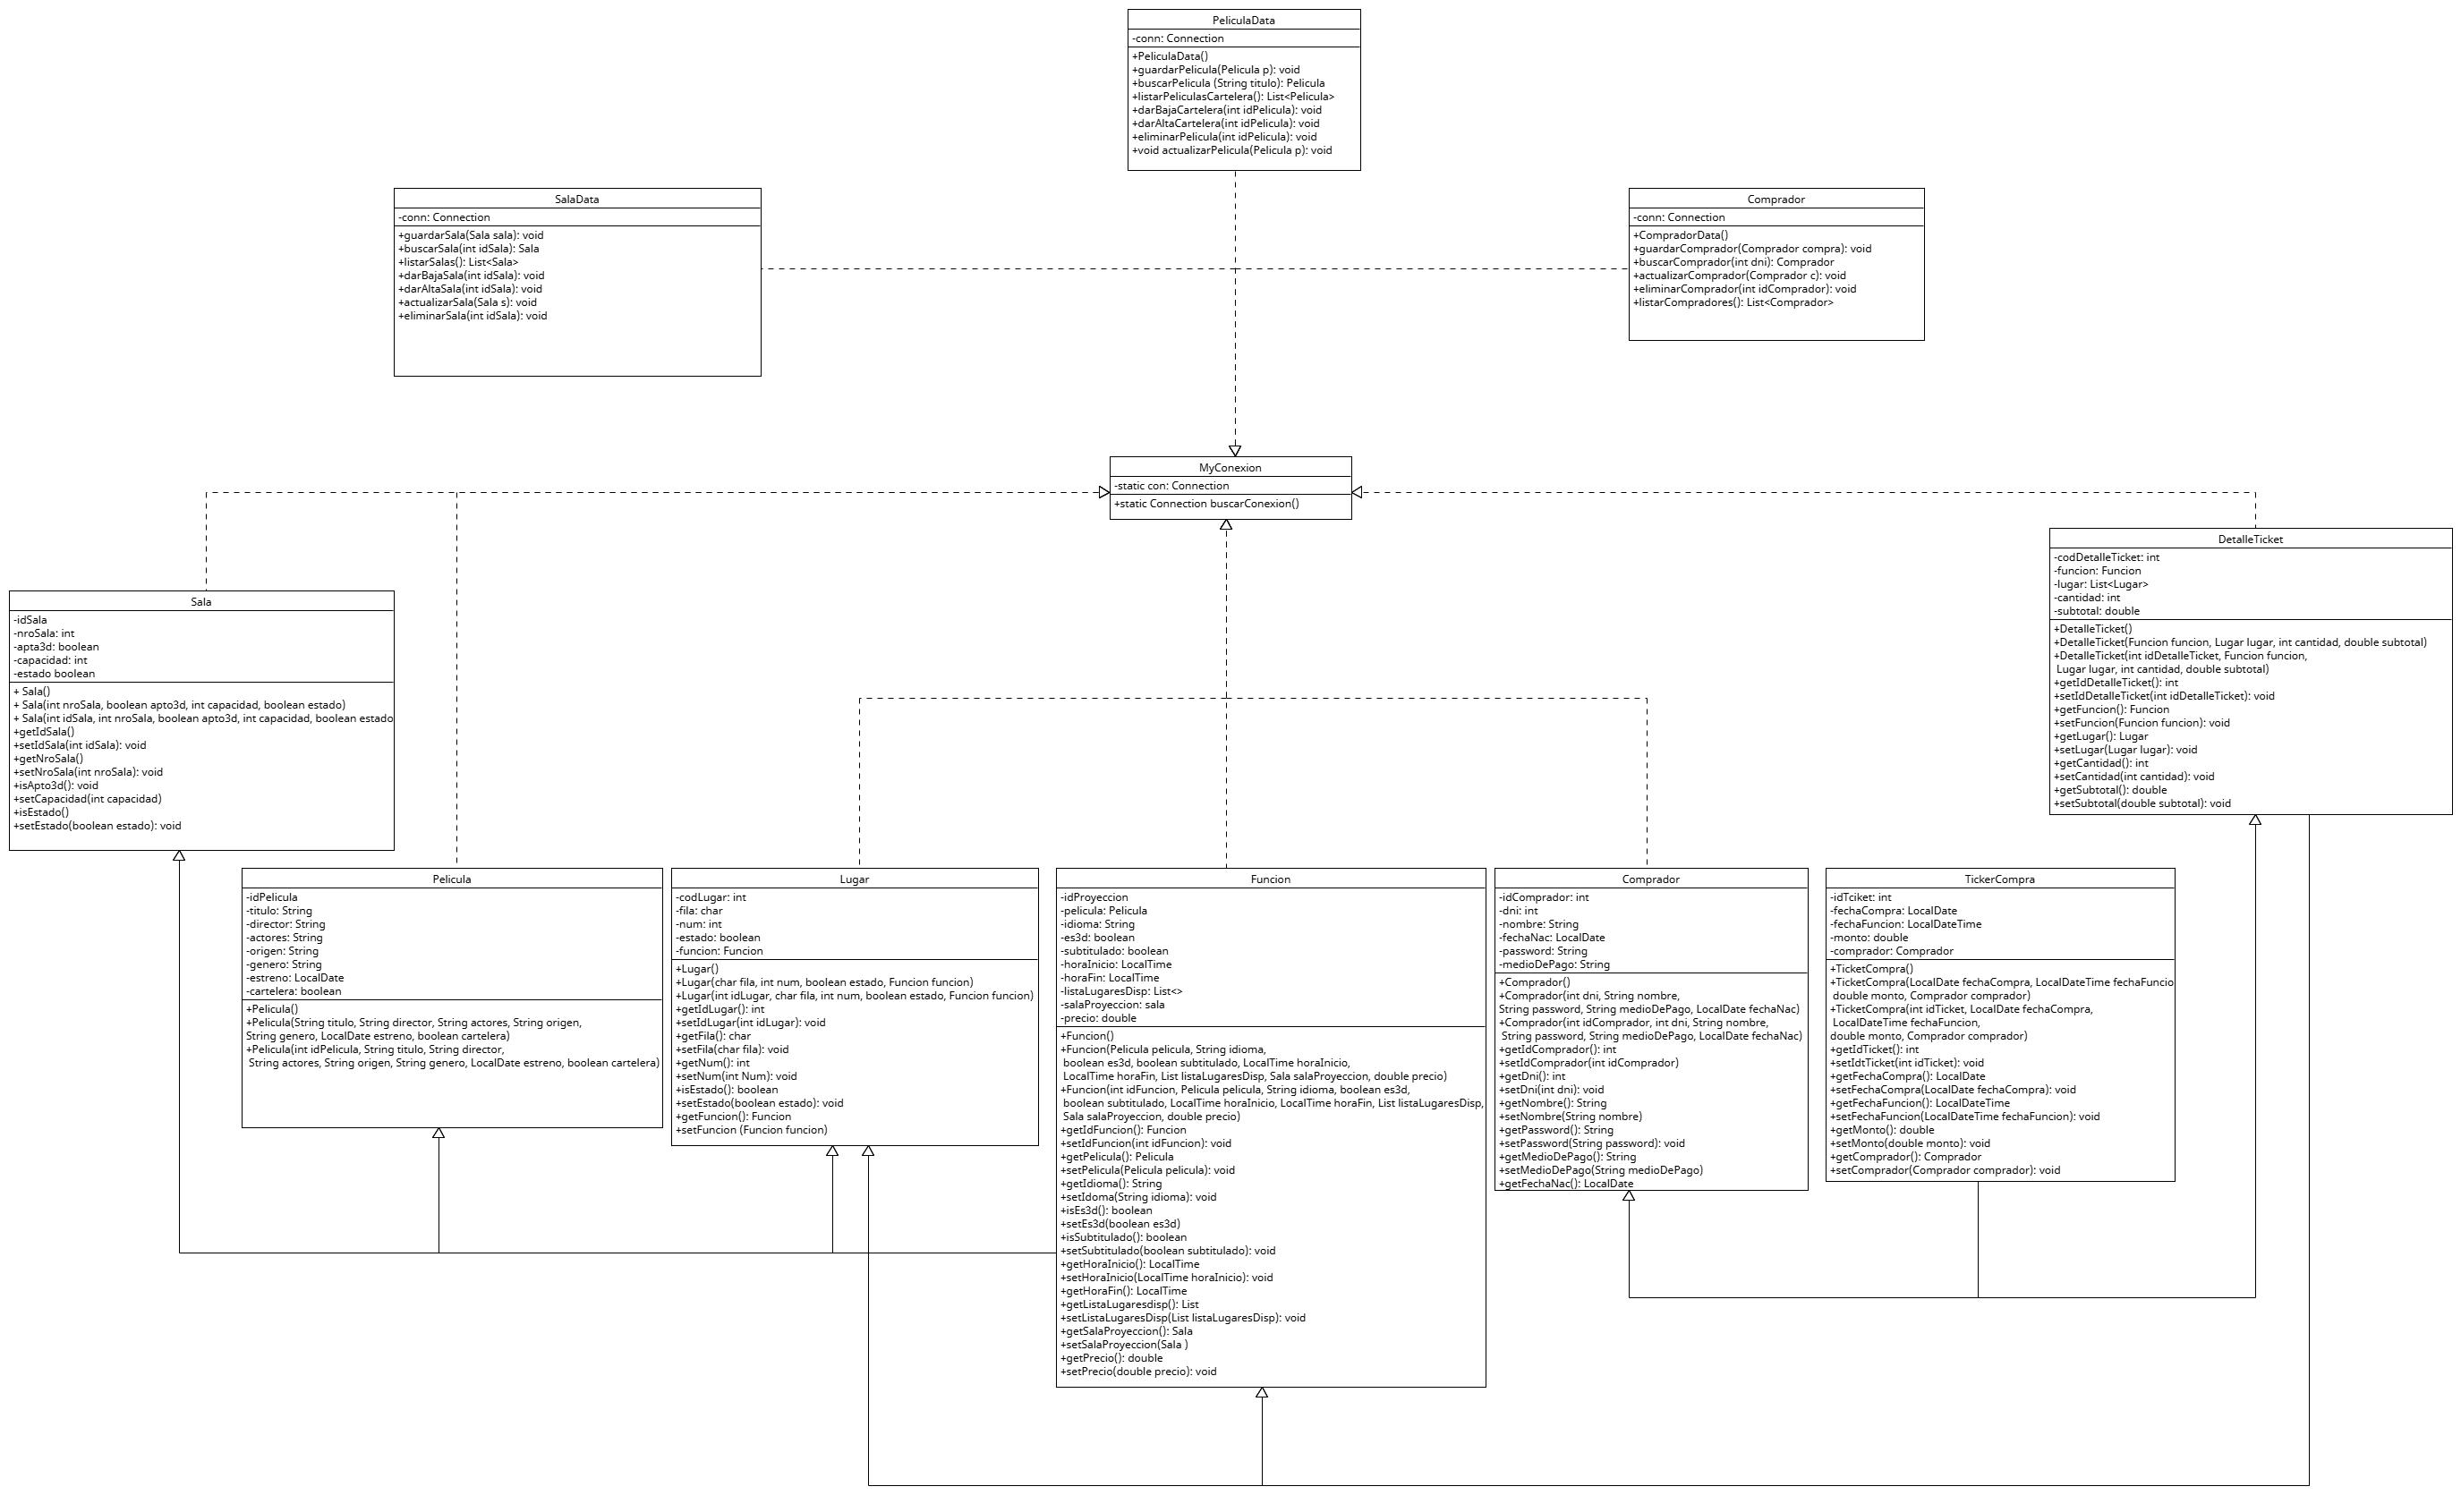 PeliculaData
-conn: Connection
+PeliculaData()
+guardarPelicula(Pelicula p): void
+buscarPelicula (String titulo): Pelicula
+listarPeliculasCartelera(): List<Pelicula>
+darBajaCartelera(int idPelicula): void
+darAltaCartelera(int idPelicula): void
+eliminarPelicula(int idPelicula): void
+void actualizarPelicula(Pelicula p): void
SalaData
-conn: Connection
+guardarSala(Sala sala): void
+buscarSala(int idSala): Sala
+listarSalas(): List<Sala>
+darBajaSala(int idSala): void
+darAltaSala(int idSala): void
+actualizarSala(Sala s): void
+eliminarSala(int idSala): void
Comprador
-conn: Connection
+CompradorData()
+guardarComprador(Comprador compra): void
+buscarComprador(int dni): Comprador
+actualizarComprador(Comprador c): void
+eliminarComprador(int idComprador): void
+listarCompradores(): List<Comprador>
MyConexion
-static con: Connection
+static Connection buscarConexion()
DetalleTicket
-codDetalleTicket: int
-funcion: Funcion
-lugar: List<Lugar>
-cantidad: int
-subtotal: double
+DetalleTicket()
+DetalleTicket(Funcion funcion, Lugar lugar, int cantidad, double subtotal)
+DetalleTicket(int idDetalleTicket, Funcion funcion,
Lugar lugar, int cantidad, double subtotal)
+getIdDetalleTicket(): int
+setIdDetalleTicket(int idDetalleTicket): void
+getFuncion(): Funcion
+setFuncion(Funcion funcion): void
+getLugar(): Lugar
+setLugar(Lugar lugar): void
+getCantidad(): int
+setCantidad(int cantidad): void
+getSubtotal(): double
+setSubtotal(double subtotal): void
Sala
-idSala
-nroSala: int
-apta3d: boolean
-capacidad: int
-estado boolean
+ Sala()
+ Sala(int nroSala, boolean apto3d, int capacidad, boolean estado)
+ Sala(int idSala, int nroSala, boolean apto3d, int capacidad, boolean estado
+getIdSala()
+setIdSala(int idSala): void
+getNroSala()
+setNroSala(int nroSala): void
+isApto3d(): void
+setCapacidad(int capacidad)
+isEstado()
+setEstado(boolean estado): void
Pelicula
-idPelicula
-titulo: String
-director: String
-actores: String
-origen: String
-genero: String
-estreno: LocalDate
-cartelera: boolean
+Pelicula()
+Pelicula(String titulo, String director, String actores, String origen,
String genero, LocalDate estreno, boolean cartelera)
+Pelicula(int idPelicula, String titulo, String director,
String actores, String origen, String genero, LocalDate estreno, boolean cartelera)
Lugar
-codLugar: int
-fila: char
-num: int
-estado: boolean
-funcion: Funcion
+Lugar()
+Lugar(char fila, int num, boolean estado, Funcion funcion)
+Lugar(int idLugar, char fila, int num, boolean estado, Funcion funcion)
+getIdLugar(): int
+setIdLugar(int idLugar): void
+getFila(): char
+setFila(char fila): void
+getNum(): int
+setNum(int Num): void
+isEstado(): boolean
+setEstado(boolean estado): void
+getFuncion(): Funcion
+setFuncion (Funcion funcion)
Funcion
-idProyeccion
-pelicula: Pelicula
-idioma: String
-es3d: boolean
-subtitulado: boolean
-horaInicio: LocalTime
-horaFin: LocalTime
-listaLugaresDisp: List<>
-salaProyeccion: sala
-precio: double
+Funcion()
+Funcion(Pelicula pelicula, String idioma,
boolean es3d, boolean subtitulado, LocalTime horaInicio,
LocalTime horaFin, List listaLugaresDisp, Sala salaProyeccion, double precio)
+Funcion(int idFuncion, Pelicula pelicula, String idioma, boolean es3d,
boolean subtitulado, LocalTime horaInicio, LocalTime horaFin, List listaLugaresDisp,
Sala salaProyeccion, double precio)
+getIdFuncion(): Funcion
+setIdFuncion(int idFuncion): void
+getPelicula(): Pelicula
+setPelicula(Pelicula pelicula): void
+getIdioma(): String
+setIdoma(String idioma): void
+isEs3d(): boolean
+setEs3d(boolean es3d)
+isSubtitulado(): boolean
+setSubtitulado(boolean subtitulado): void
+getHoraInicio(): LocalTime
+setHoraInicio(LocalTime horaInicio): void
+getHoraFin(): LocalTime
+getListaLugaresdisp(): List
+setListaLugaresDisp(List listaLugaresDisp): void
+getSalaProyeccion(): Sala
+setSalaProyeccion(Sala )
+getPrecio(): double
+setPrecio(double precio): void
Comprador
-idComprador: int
-dni: int
-nombre: String
-fechaNac: LocalDate
-password: String
-medioDePago: String
+Comprador()
+Comprador(int dni, String nombre,
String password, String medioDePago, LocalDate fechaNac)
+Comprador(int idComprador, int dni, String nombre,
String password, String medioDePago, LocalDate fechaNac)
+getIdComprador(): int
+setIdComprador(int idComprador)
+getDni(): int
+setDni(int dni): void
+getNombre(): String
+setNombre(String nombre)
+getPassword(): String
+setPassword(String password): void
+getMedioDePago(): String
+setMedioDePago(String medioDePago)
+getFechaNac(): LocalDate
TickerCompra
-idTciket: int
-fechaCompra: LocalDate
-fechaFuncion: LocalDateTime
-monto: double
-comprador: Comprador
+TicketCompra()
+TicketCompra(LocalDate fechaCompra, LocalDateTime fechaFuncio
double monto, Comprador comprador)
+TicketCompra(int idTicket, LocalDate fechaCompra,
LocalDateTime fechaFuncion,
double monto, Comprador comprador)
+getIdTicket(): int
+setIdtTicket(int idTicket): void
+getFechaCompra(): LocalDate
+setFechaCompra(LocalDate fechaCompra): void
+getFechaFuncion(): LocalDateTime
+setFechaFuncion(LocalDateTime fechaFuncion): void
+getMonto(): double
+setMonto(double monto): void
+getComprador(): Comprador
+setComprador(Comprador comprador): void